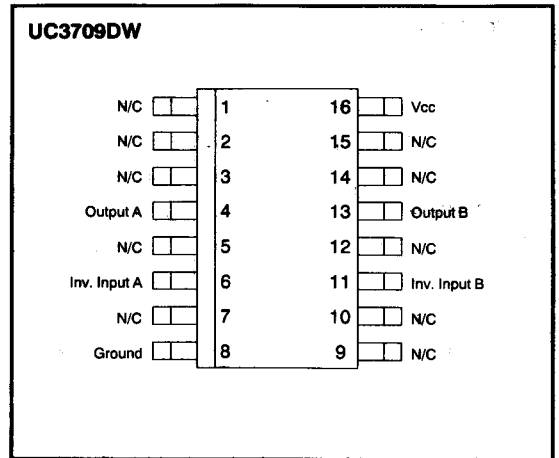 UC3709DW
N/C 1 16 Vcc
N/C 2 15 N/C
N/C 3 14 N/C
Output A 4 13 Output B
N/C 5 12 N/C
Inv. Input A 6 11 Inv. Input B
N/C 7 10 N/C
Ground 8 9 N/C